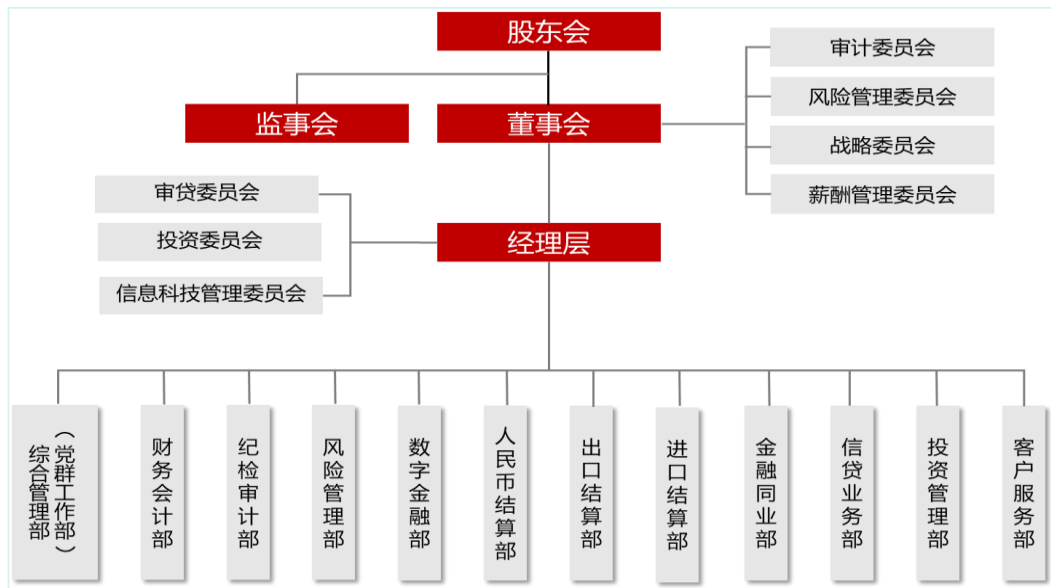 股东会
监事会
董事会
审计委员会
风险管理委员会
战略委员会
薪酬管理委员会
审贷委员会
投资委员会
信息科技管理委员会
经理层
综合管理部
（党群工作部）
财务会计部
纪检审计部
风险管理部
数字金融部
人民币结算部
出口结算部
进口结算部
金融同业部
信贷业务部
投资管理部
客户服务部